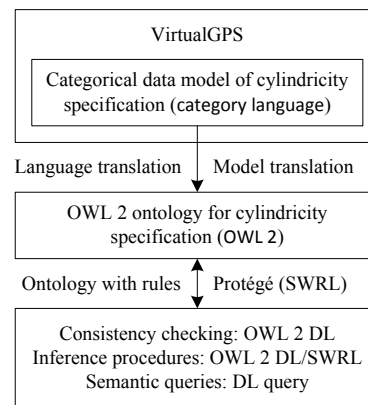 VirtualGPS
Categorical data model of cylindricity
specification (category language)
Language translation Model translation
OWL 2 ontology for cylindricity
specification (OWL 2)
Ontology with rules Protégé (SWRL)
Consistency checking: OWL 2 DL
Inference procedures: OWL 2 DL/SWRL
Semantic queries: DL query